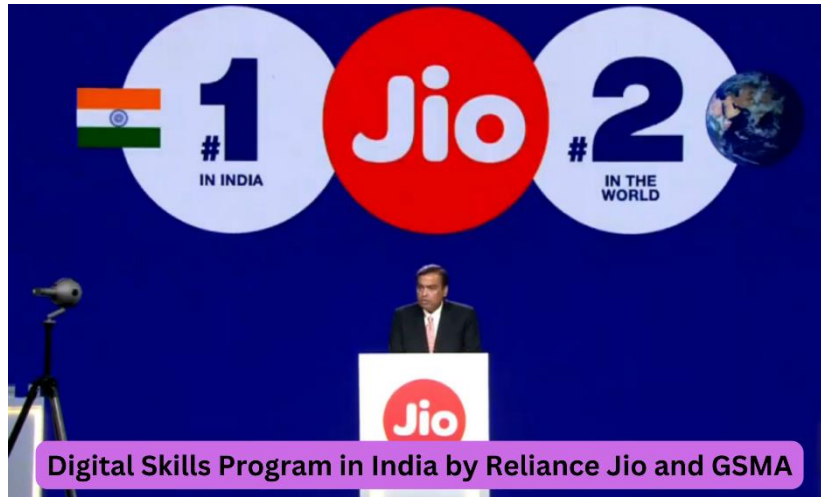 #1
IN INDIA
Jio
#2
IN THE
WORLD
Jio
Digital Skills Program in India by Reliance Jio and GSMA